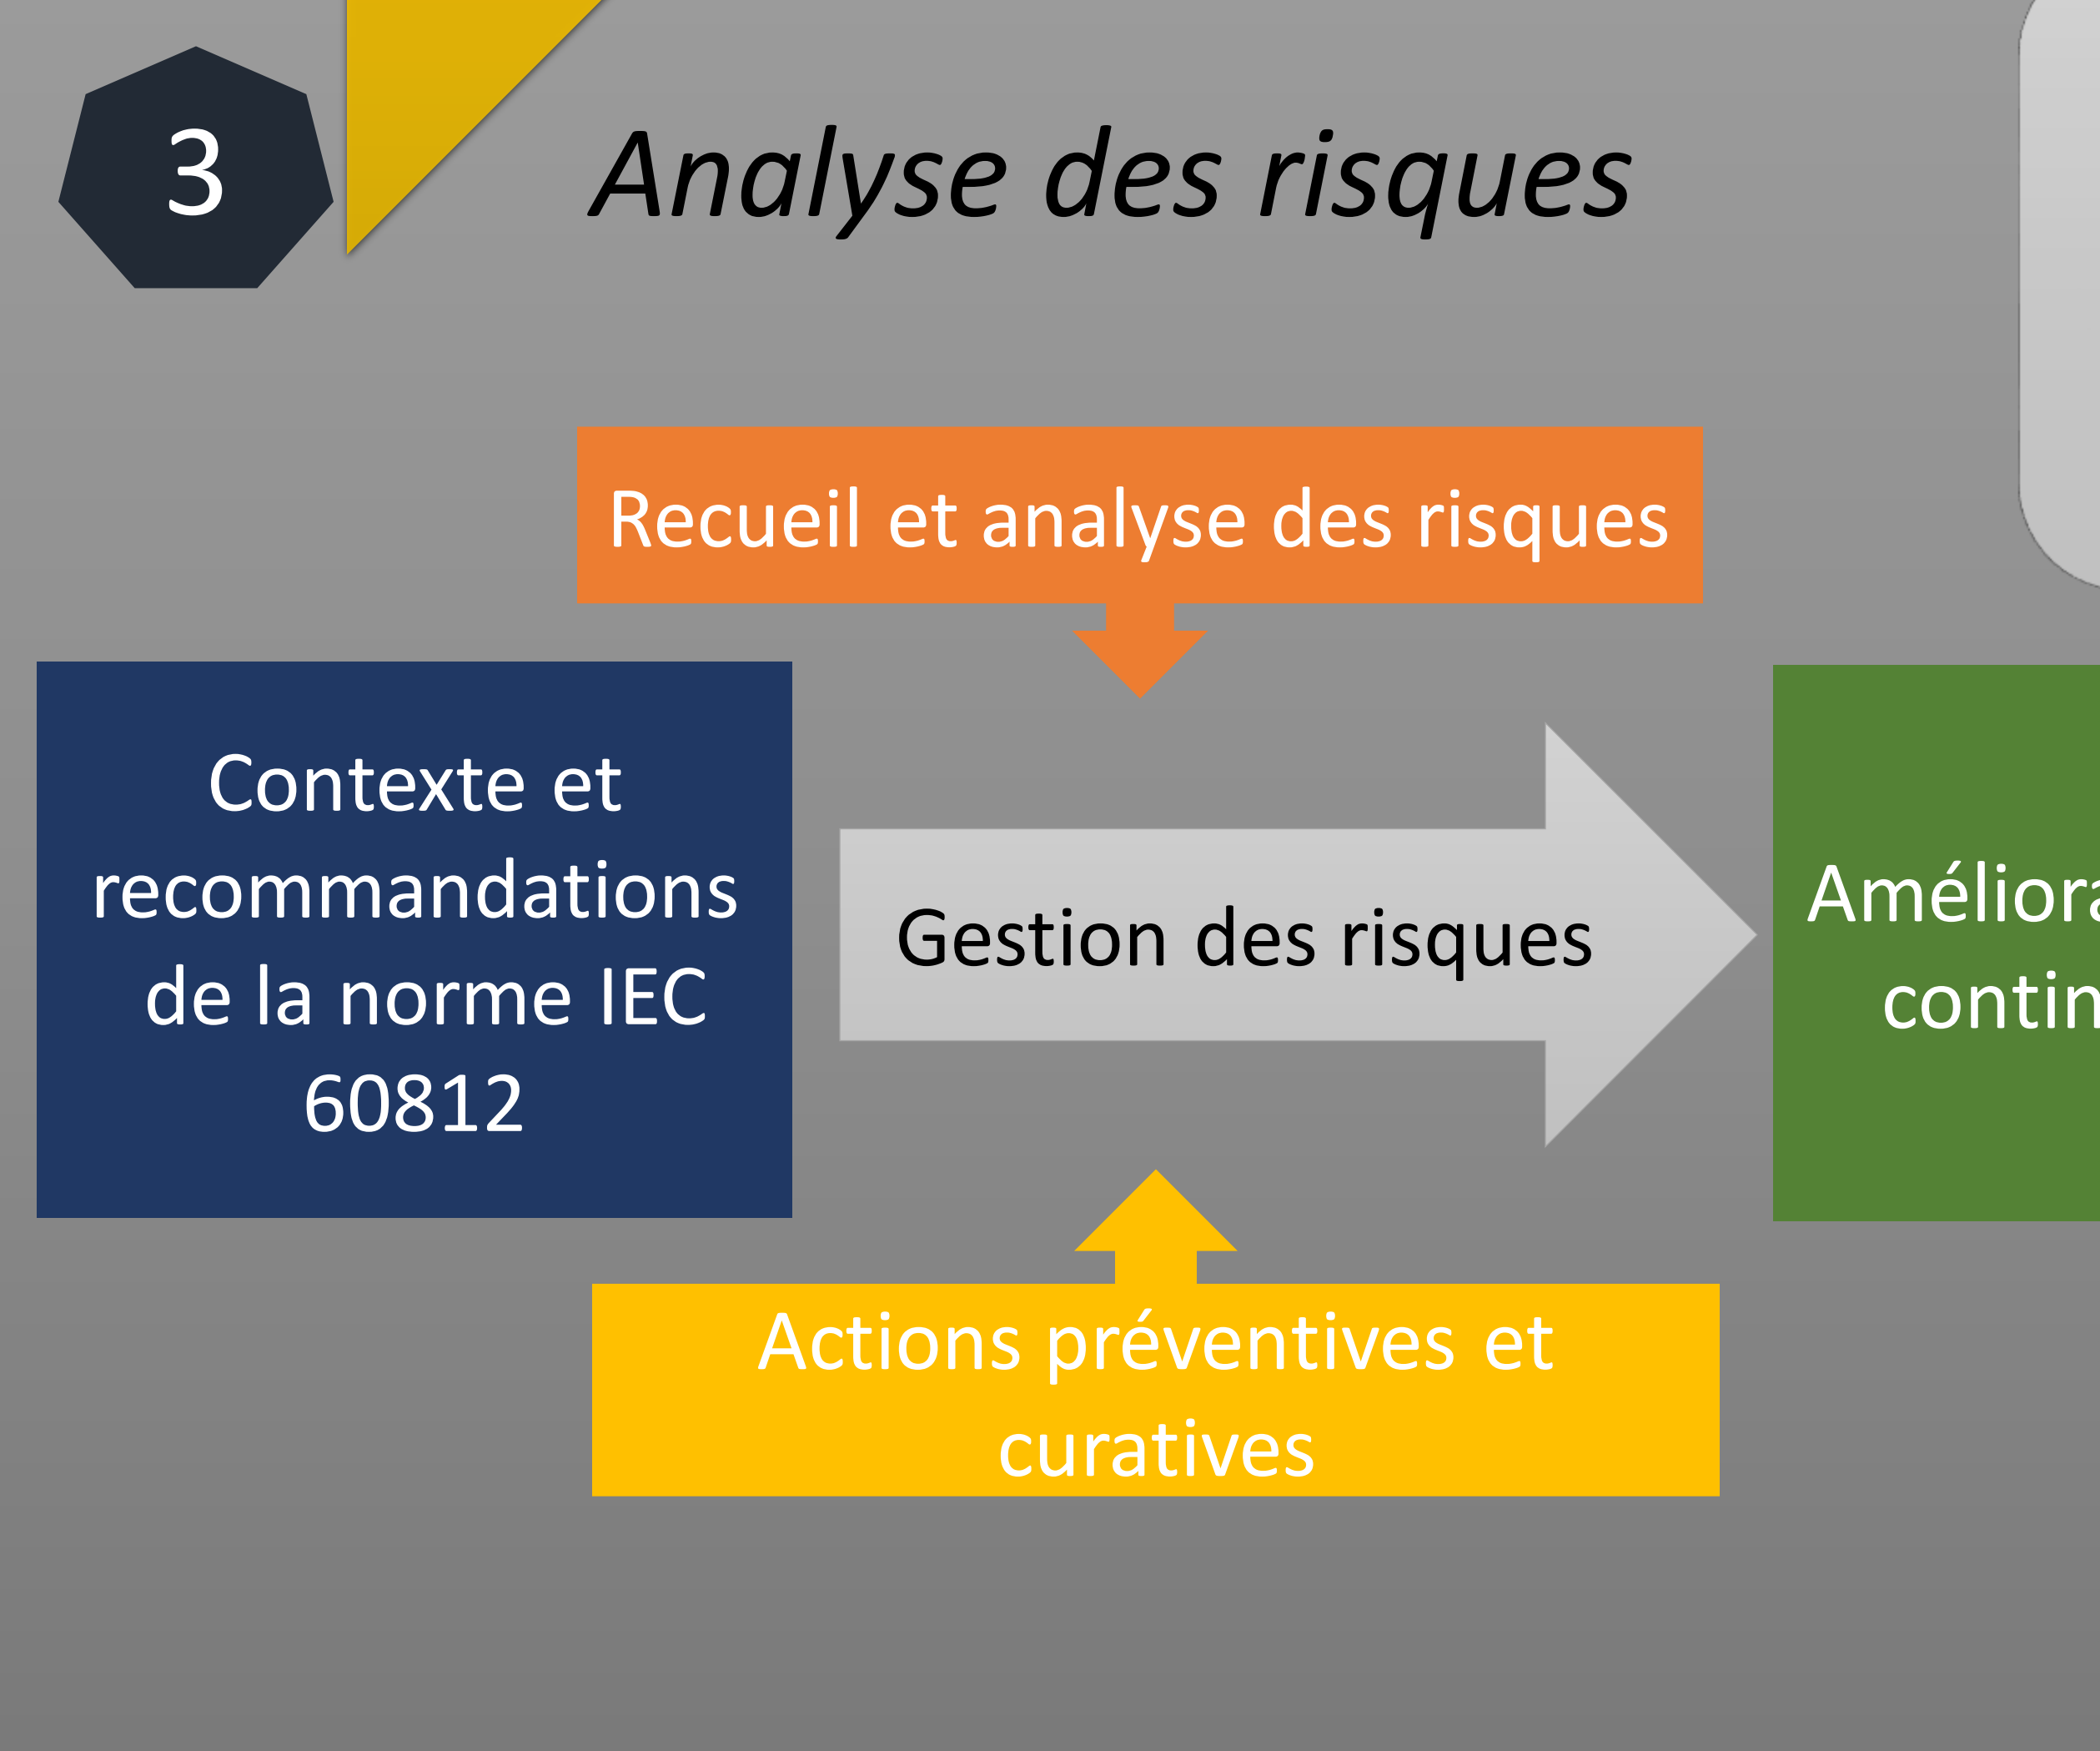 3
Analyse des risques
Recueil et analyse des risques
Contexte et
recommandations
de la norme IEC
60812
Gestion des risques
Actions préventives et
curatives